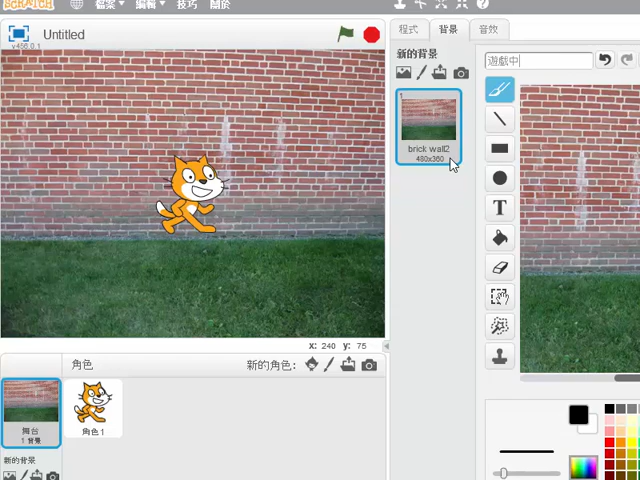 SCRATCH 檔案 編輯 技巧 關於
Untitled
v456.0.1
程式 背景 音效
新的背景
遊戲中
1
brick wall2
480x360
T
x: 240 y: 75
角色 新的角色:
舞台
1 背景
角色1
新的背景